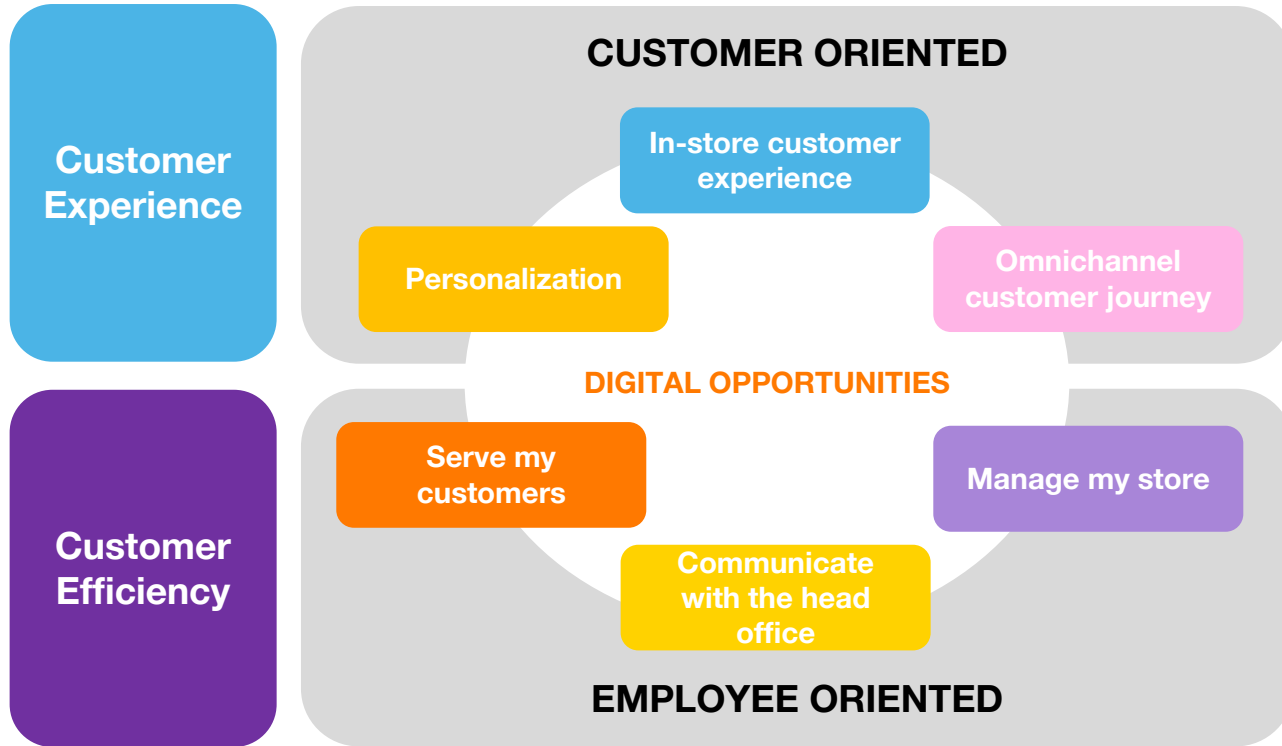 CUSTOMER ORIENTED
Customer
Experience
In-store customer
experience
Personalization
Omnichannel
customer journey
DIGITAL OPPORTUNITIES
Customer
Efficiency
Serve my
customers
Manage my store
Communicate
with the head
office
EMPLOYEE ORIENTED